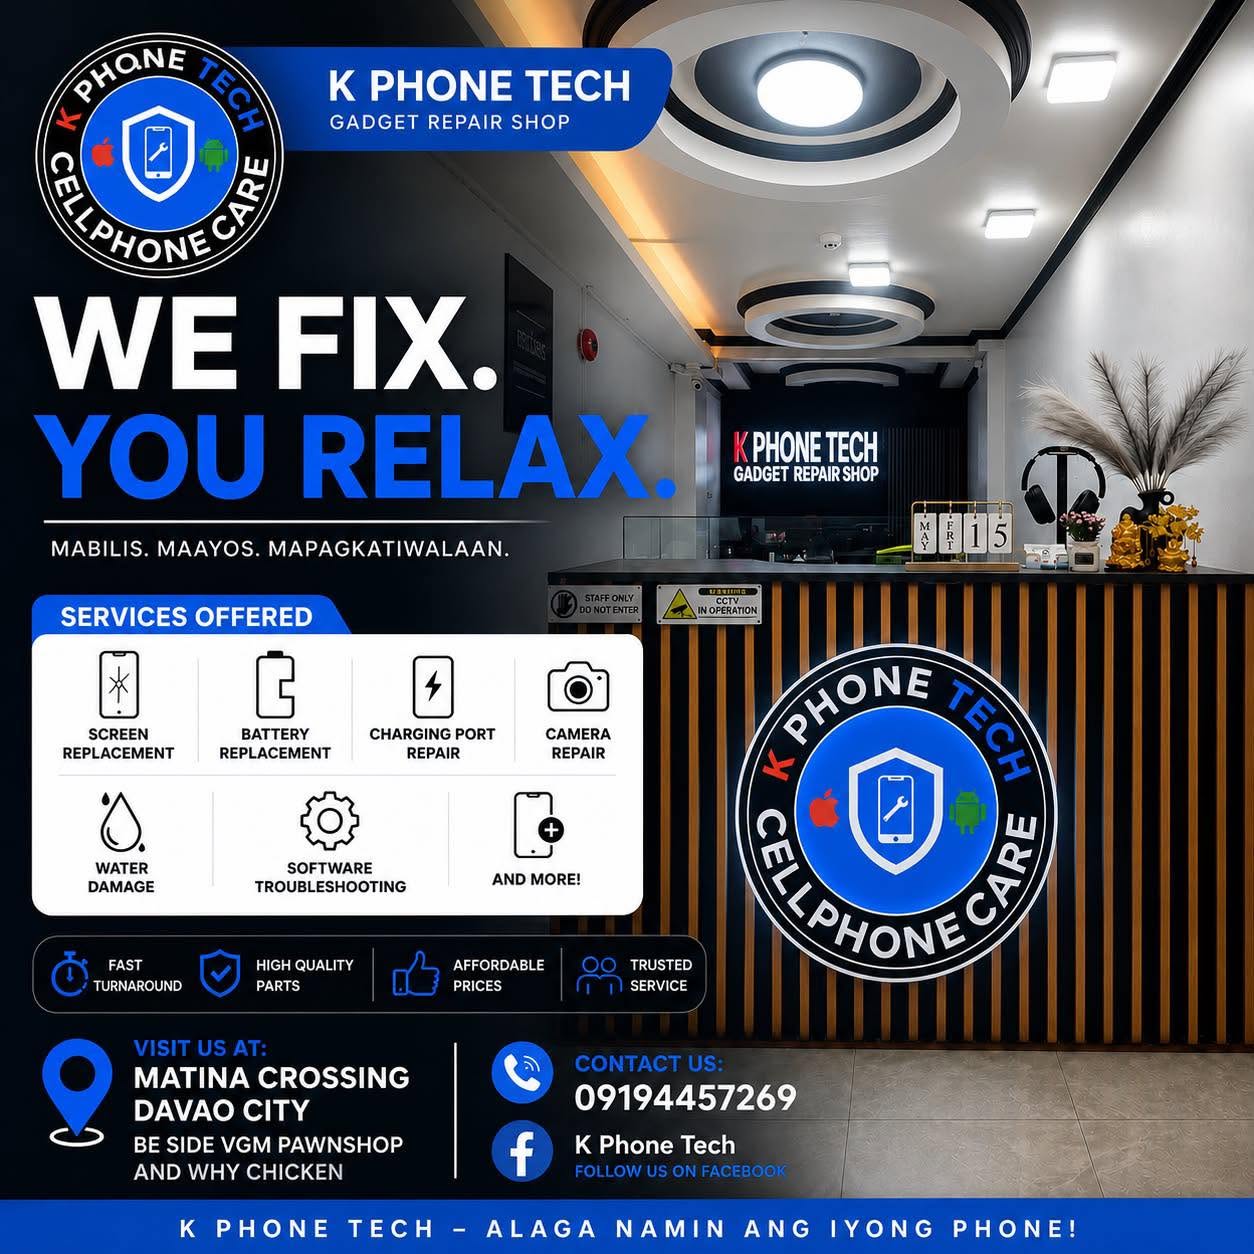 K PHONE TECH
CELLPHONE CARE
K PHONE TECH
GADGET REPAIR SHOP
WE FIX.
YOU RELAX.
MABILIS. MAAYOS. MAPAGKATIWALAAN.
K PHONE TECH
GADGET REPAIR SHOP
MAY FRI 15
STAFF ONLY
DO NOT ENTER
CCTV
IN OPERATION
SERVICES OFFERED
SCREEN
REPLACEMENT
BATTERY
REPLACEMENT
CHARGING PORT
REPAIR
CAMERA
REPAIR
WATER
DAMAGE
SOFTWARE
TROUBLESHOOTING
AND MORE!
K PHONE TECH
CELLPHONE CARE
FAST
TURNAROUND
HIGH QUALITY
PARTS
AFFORDABLE
PRICES
TRUSTED
SERVICE
VISIT US AT:
MATINA CROSSING
DAVAO CITY
BE SIDE VGM PAWNSHOP
AND WHY CHICKEN
CONTACT US:
09194457269
K Phone Tech
FOLLOW US ON FACEBOOK
K PHONE TECH – ALAGA NAMIN ANG IYONG PHONE!